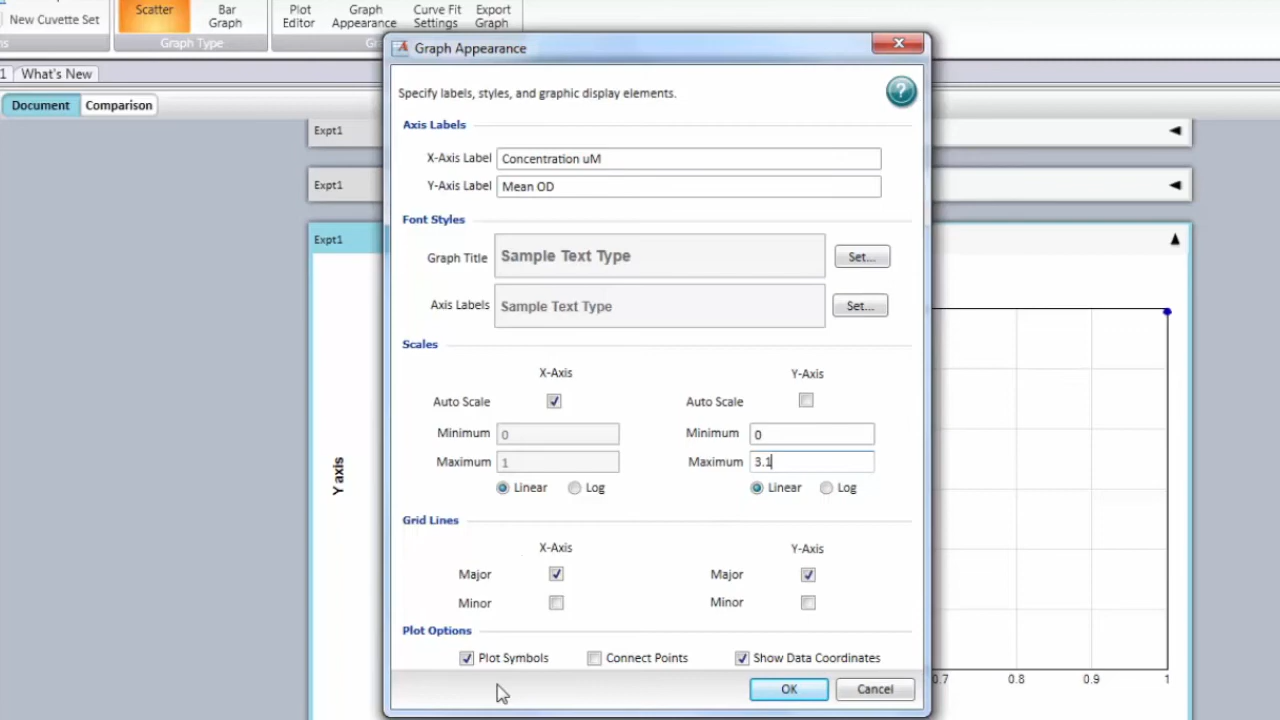 New Cuvette Set
Scatter
Bar
Graph
Plot
Editor
Graph
Appearance
Curve Fit
Settings
Export
Graph
Graph Type
1
What's New
Document
Comparison
Expt1
Expt1
Expt1
Y axis
Graph Appearance
Specify labels, styles, and graphic display elements.
?
Axis Labels
X-Axis Label Concentration uM
Y-Axis Label Mean OD
Font Styles
Graph Title Sample Text Type Set...
Axis Labels Sample Text Type Set...
Scales
X-Axis Y-Axis
Auto Scale Auto Scale
Minimum 0 Minimum 0
Maximum 1 Maximum 3.1
Linear Log Linear Log
Grid Lines
X-Axis Y-Axis
Major Major
Minor Minor
Plot Options
Plot Symbols Connect Points Show Data Coordinates
OK Cancel
0.7 0.8 0.9 1